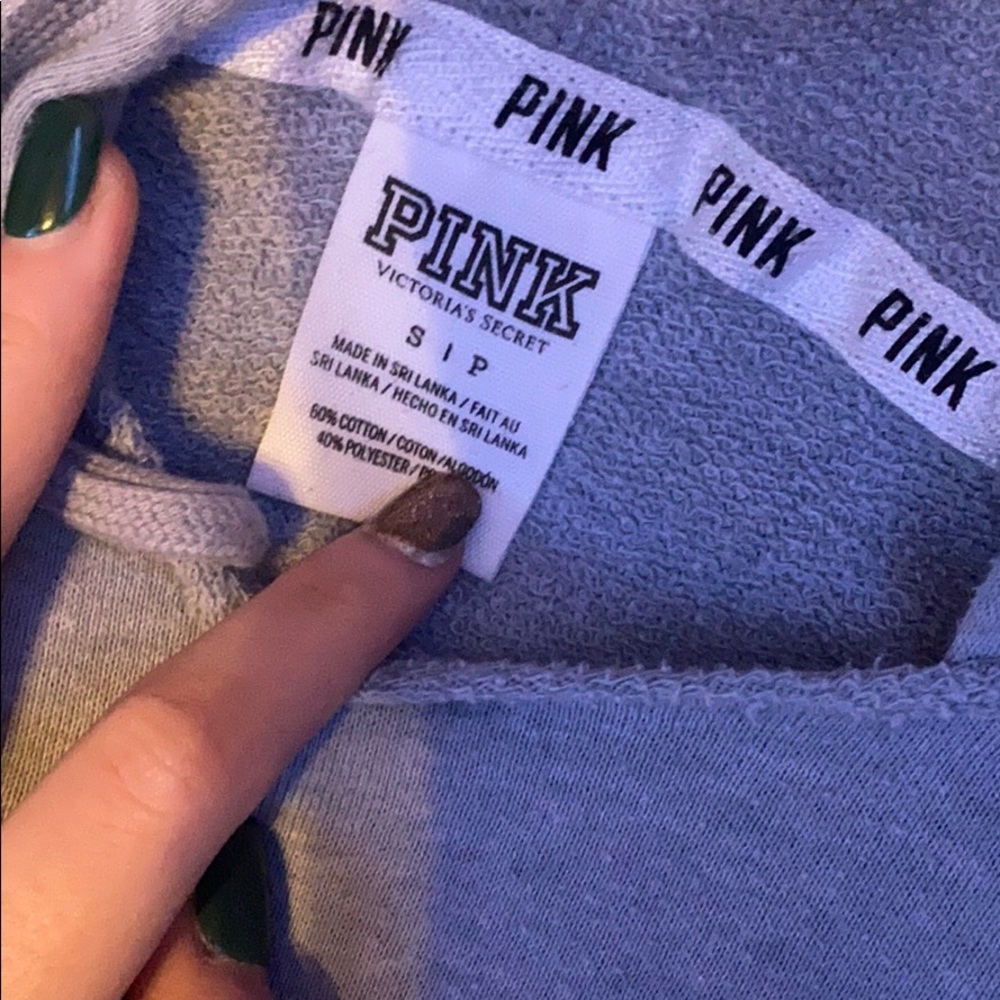 PINK
PINK
PINK
PINK
PINK
VICTORIA'S SECRET
S | P
MADE IN SRI LANKA / FAIT AU
SRI LANKA / HECHO EN SRI LANKA
60% COTTON / COTON / ALGODÓN
40% POLYESTER /